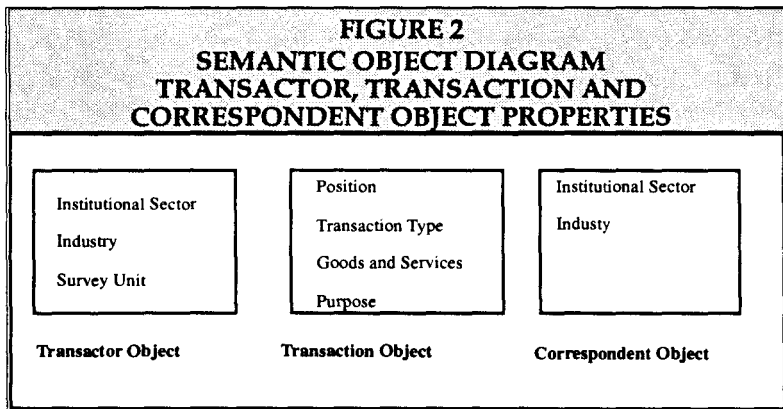 FIGURE 2
SEMANTIC OBJECT DIAGRAM
TRANSACTOR, TRANSACTION AND
CORRESPONDENT OBJECT PROPERTIES
Institutional Sector
Industry
Survey Unit
Transactor Object
Position
Transaction Type
Goods and Services
Purpose
Transaction Object
Institutional Sector
Industy
Correspondent Object